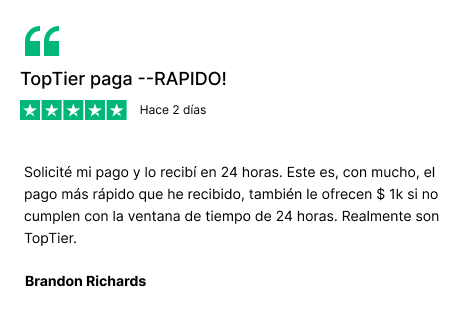 TopTier paga --RAPIDO!
Hace 2 días
Solicité mi pago y lo recibí en 24 horas. Este es, con mucho, el
pago más rápido que he recibido, también le ofrecen $ 1k si no
cumplen con la ventana de tiempo de 24 horas. Realmente son
TopTier.
Brandon Richards